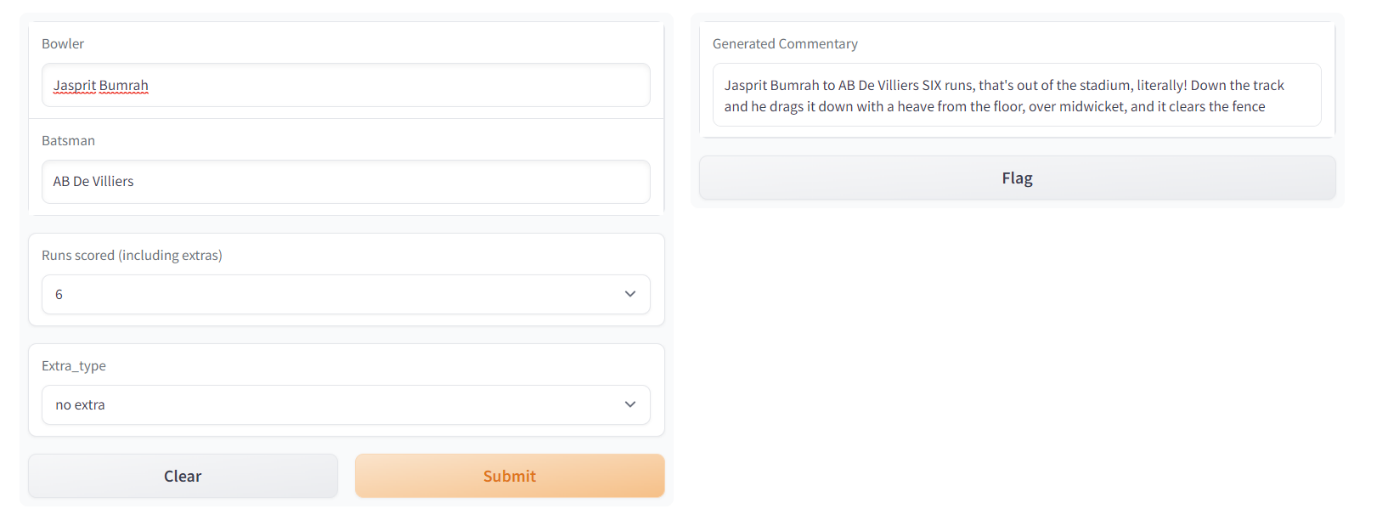 Bowler
Jasprit Bumrah
Batsman
AB De Villiers
Runs scored (including extras)
6
Extra_type
no extra
Clear
Submit
Generated Commentary
Jasprit Bumrah to AB De Villiers SIX runs, that's out of the stadium, literally! Down the track
and he drags it down with a heave from the floor, over midwicket, and it clears the fence
Flag